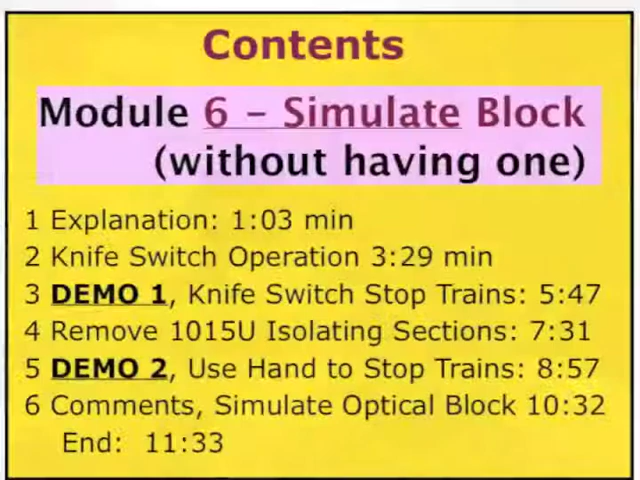 Contents
Module 6 – Simulate Block
(without having one)
1 Explanation: 1:03 min
2 Knife Switch Operation 3:29 min
3 DEMO 1, Knife Switch Stop Trains: 5:47
4 Remove 1015U Isolating Sections: 7:31
5 DEMO 2, Use Hand to Stop Trains: 8:57
6 Comments, Simulate Optical Block 10:32
End: 11:33